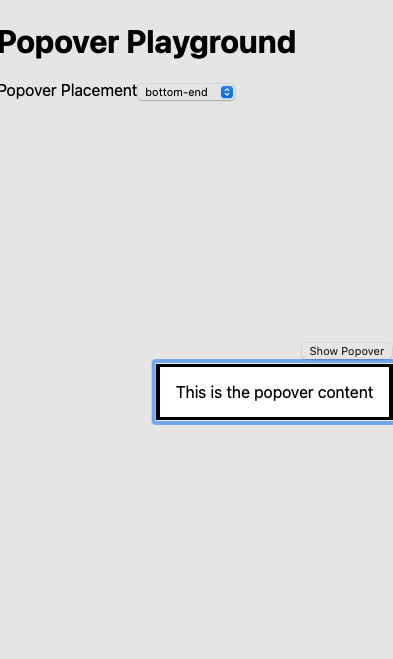 Popover Playground
Popover Placement bottom-end
Show Popover
This is the popover content